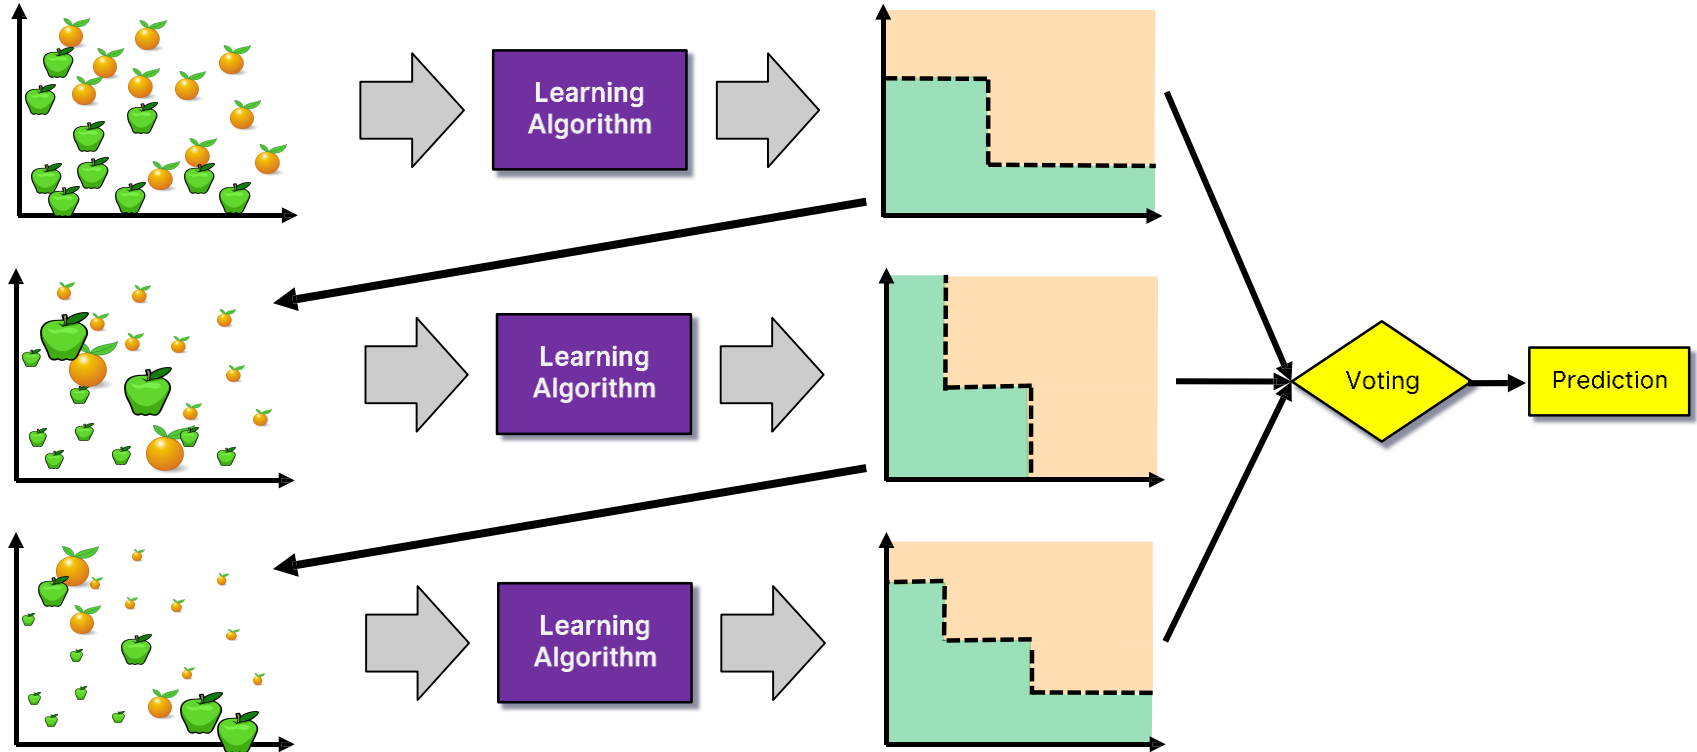 Learning
Algorithm
Learning
Algorithm
Voting
Prediction
Learning
Algorithm